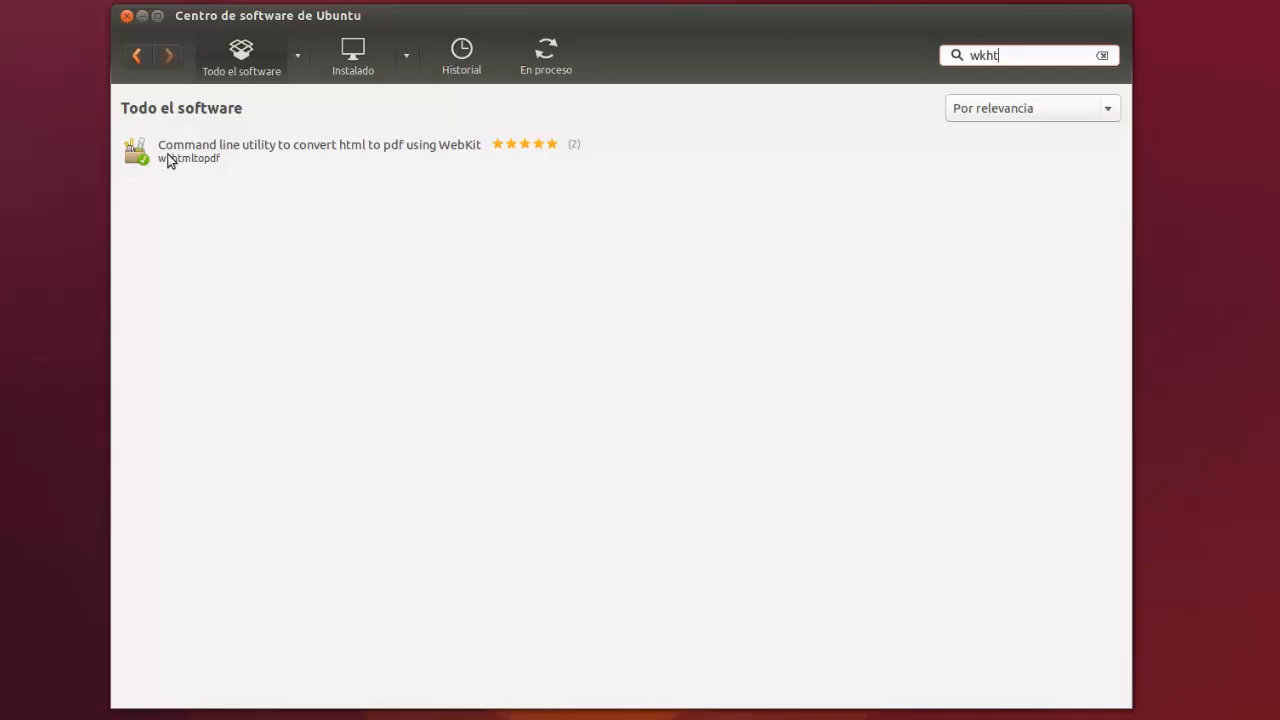 Centro de software de Ubuntu
Todo el software
Instalado
Historial
En proceso
wkht
Todo el software
Por relevancia
Command line utility to convert html to pdf using WebKit
(2)